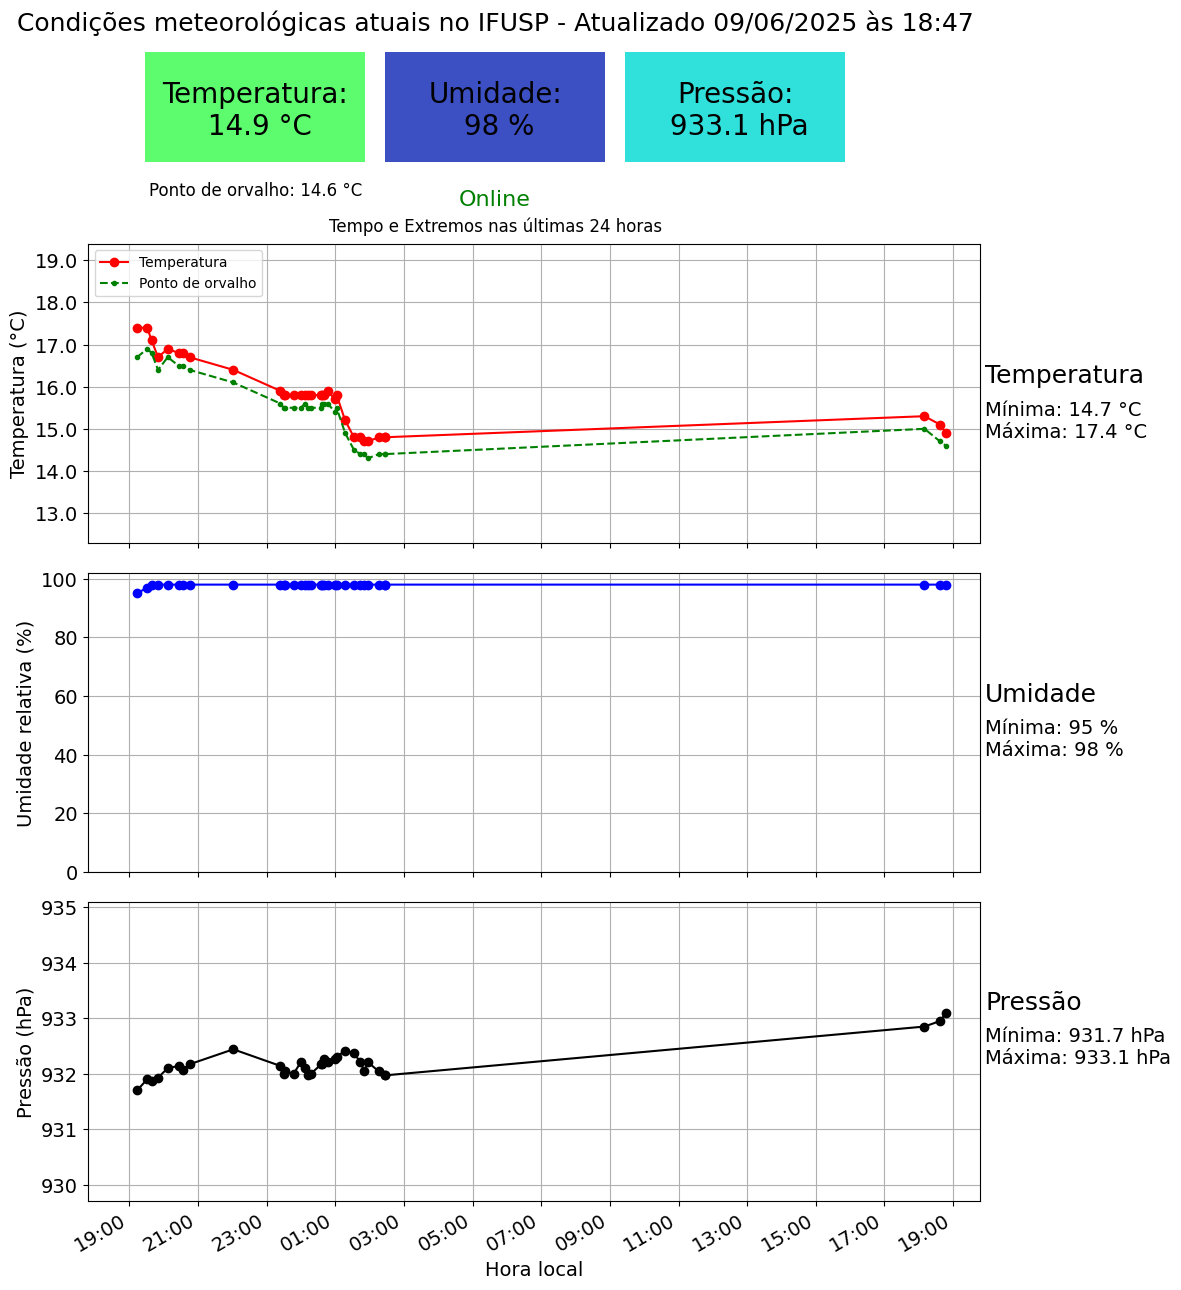 Condições meteorológicas atuais no IFUSP - Atualizado 09/06/2025 às 18:47
Temperatura:
14.9 °C
Umidade:
98 %
Pressão:
933.1 hPa
Ponto de orvalho: 14.6 °C
Online
Tempo e Extremos nas últimas 24 horas
Temperatura
Ponto de orvalho
Temperatura (°C)
19.0
18.0
17.0
16.0
15.0
14.0
13.0
Temperatura
Mínima: 14.7 °C
Máxima: 17.4 °C
Umidade relativa (%)
100
80
60
40
20
0
Umidade
Mínima: 95 %
Máxima: 98 %
Pressão (hPa)
935
934
933
932
931
930
Pressão
Mínima: 931.7 hPa
Máxima: 933.1 hPa
19:00
21:00
23:00
01:00
03:00
05:00
07:00
09:00
11:00
13:00
15:00
17:00
19:00
Hora local